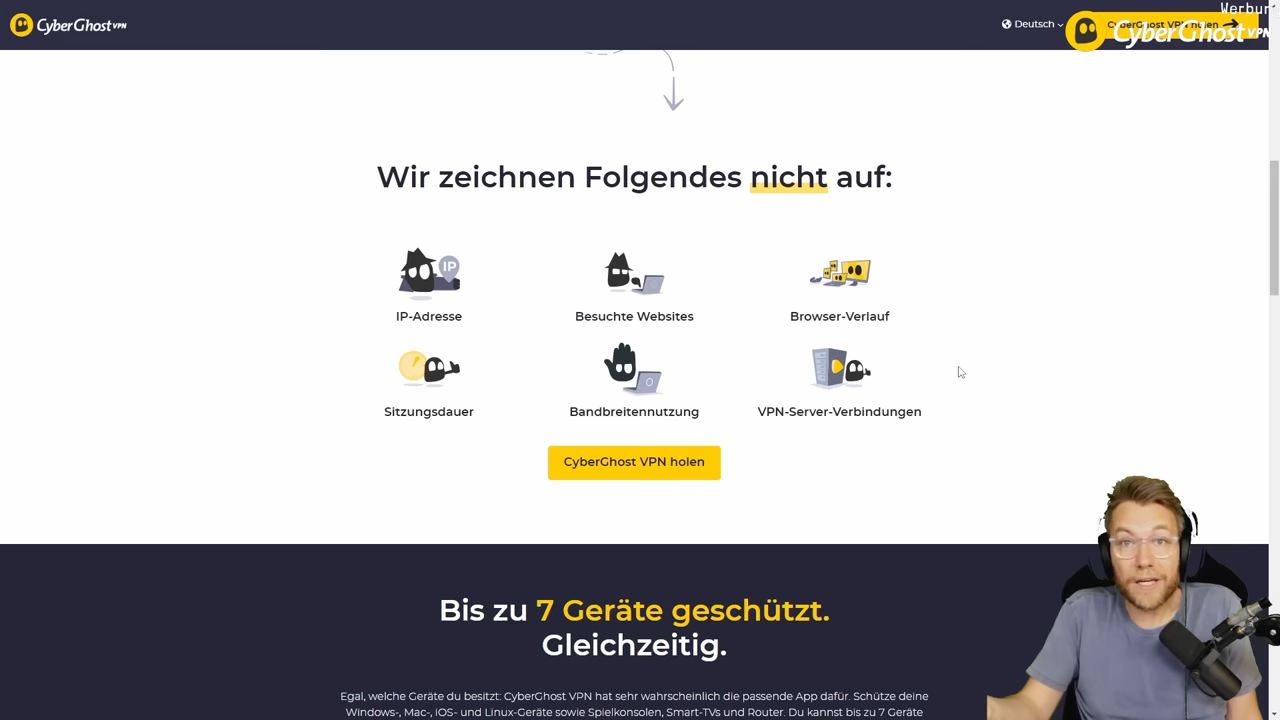 CyberGhost VPN
Deutsch
CyberGhost VPN holen
Werbung
CyberGhost VPN
Wir zeichnen Folgendes nicht auf:
IP
IP-Adresse
Besuchte Websites
Browser-Verlauf
Sitzungsdauer
Bandbreitennutzung
VPN-Server-Verbindungen
CyberGhost VPN holen
Bis zu 7 Geräte geschützt.
Gleichzeitig.
Egal, welche Geräte du besitzt: CyberGhost VPN hat sehr wahrscheinlich die passende App dafür. Schütze deine
Windows-, Mac-, iOS- und Linux-Geräte sowie Spielkonsolen, Smart-TVs und Router. Du kannst bis zu 7 Geräte